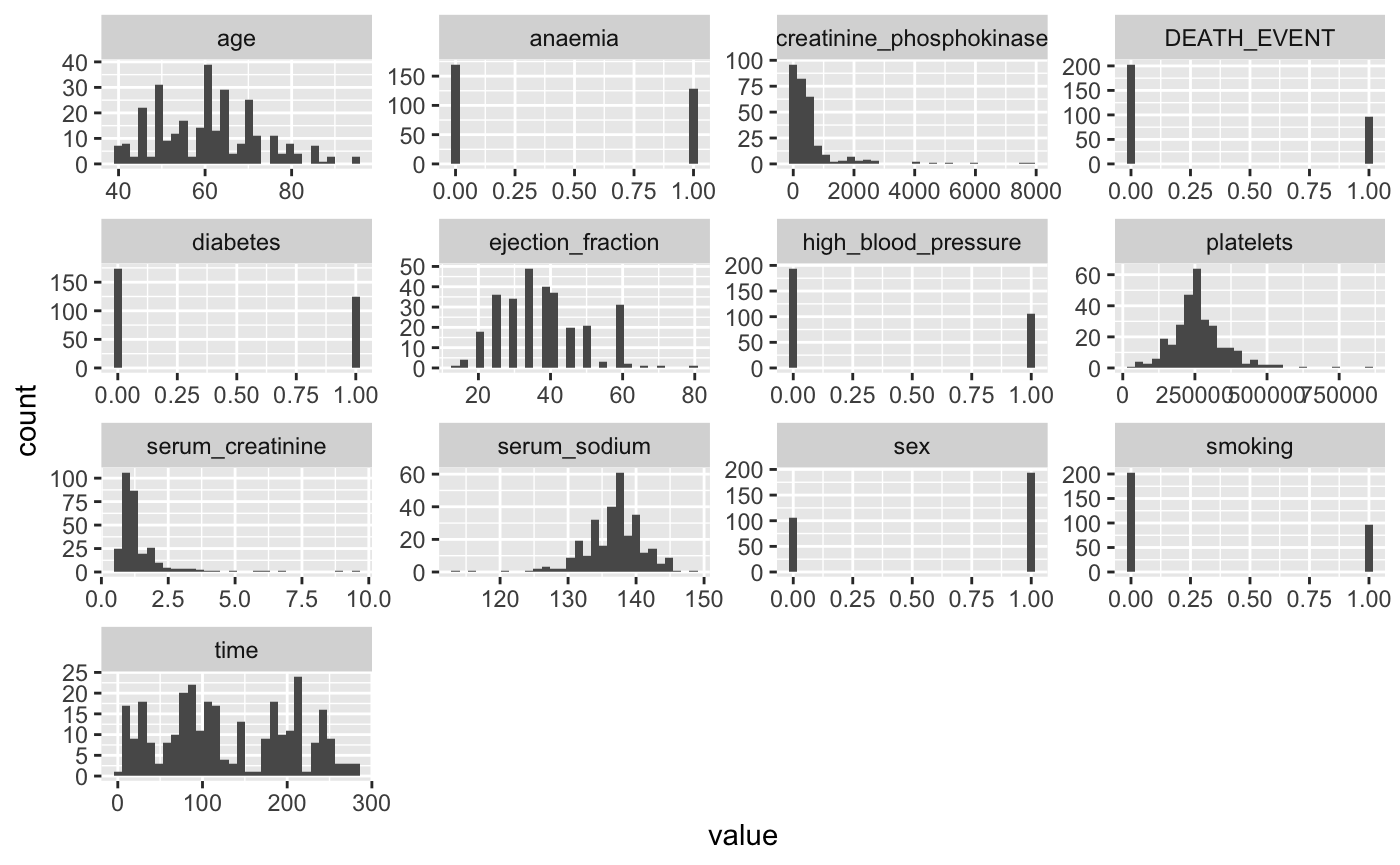 age
anaemia
creatinine_phosphokinase
DEATH_EVENT
40
30
20
10
0
40 60 80
150
100
50
0
0.00 0.25 0.50 0.75 1.00
100
75
50
25
0
0 2000 4000 6000 8000
200
150
100
50
0
0.00 0.25 0.50 0.75 1.00
diabetes
ejection_fraction
high_blood_pressure
platelets
150
100
50
0
0.00 0.25 0.50 0.75 1.00
50
40
30
20
10
0
20 40 60 80
200
150
100
50
0
0.00 0.25 0.50 0.75 1.00
60
40
20
0
0 250000 500000 750000
count
serum_creatinine
serum_sodium
sex
smoking
100
75
50
25
0
0.0 2.5 5.0 7.5 10.0
60
40
20
0
120 130 140 150
200
150
100
50
0
0.00 0.25 0.50 0.75 1.00
200
150
100
50
0
0.00 0.25 0.50 0.75 1.00
time
25
20
15
10
5
0
0 100 200 300
value